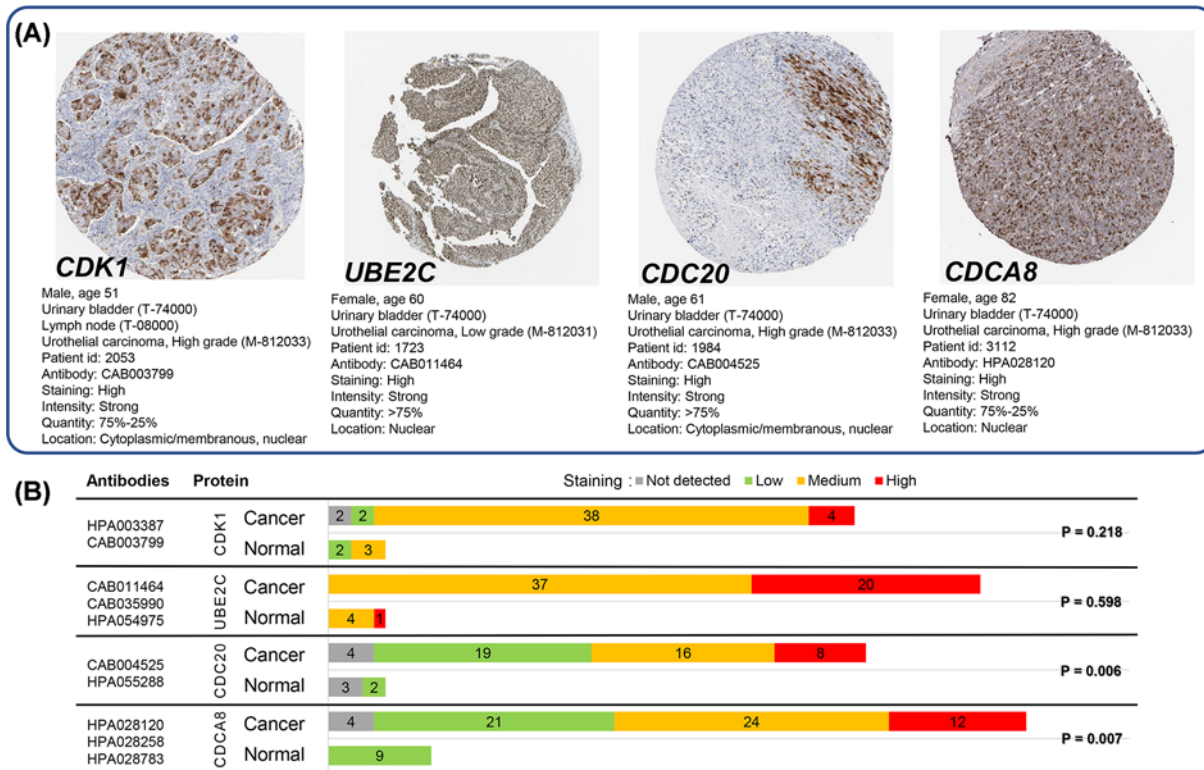 (A)
CDK1
Male, age 51
Urinary bladder (T-74000)
Lymph node (T-08000)
Urothelial carcinoma, High grade (M-812033)
Patient id: 2053
Antibody: CAB003799
Staining: High
Intensity: Strong
Quantity: 75%-25%
Location: Cytoplasmic/membranous, nuclear
UBE2C
Female, age 60
Urinary bladder (T-74000)
Urothelial carcinoma, Low grade (M-812031)
Patient id: 1723
Antibody: CAB011464
Staining: High
Intensity: Strong
Quantity: >75%
Location: Nuclear
CDC20
Male, age 61
Urinary bladder (T-74000)
Urothelial carcinoma, High grade (M-812033)
Patient id: 1984
Antibody: CAB004525
Staining: High
Intensity: Strong
Quantity: >75%
Location: Cytoplasmic/membranous, nuclear
CDCA8
Female, age 82
Urinary bladder (T-74000)
Urothelial carcinoma, High grade (M-812033)
Patient id: 3112
Antibody: HPA028120
Staining: High
Intensity: Strong
Quantity: 75%-25%
Location: Nuclear
(B)
Antibodies Protein Staining : Not detected Low Medium High
HPA003387
CAB003799
CDK1
Cancer 2 2 38 4
Normal 2 3
P = 0.218
CAB011464
CAB035990
HPA054975
UBE2C
Cancer 37 20
Normal 4 1
P = 0.598
CAB004525
HPA055288
CDC20
Cancer 4 19 16 8
Normal 3 2
P = 0.006
HPA028120
HPA028258
HPA028783
CDCA8
Cancer 4 21 24 12
Normal 9
P = 0.007